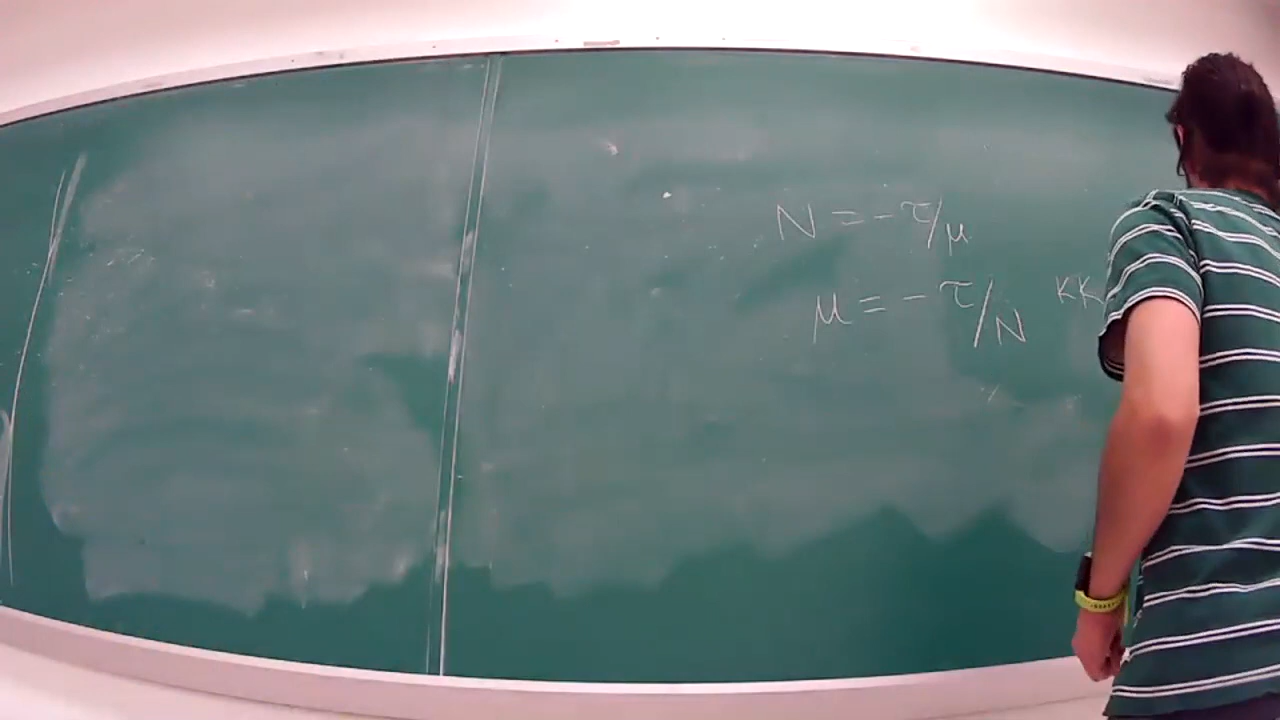 N = - τ/μ
μ = - τ/N KK